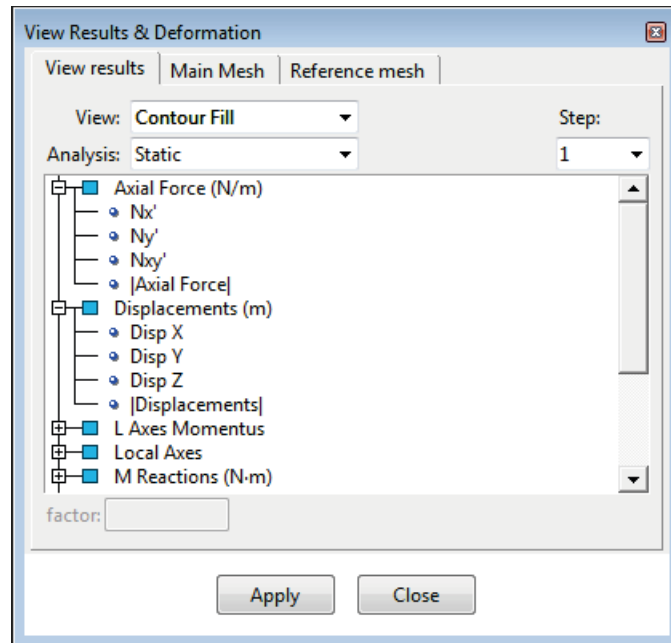 View Results & Deformation
View results Main Mesh Reference mesh
View: Contour Fill Step:
Analysis: Static 1
Axial Force (N/m)
Nx'
Ny'
Nxy'
|Axial Force|
Displacements (m)
Disp X
Disp Y
Disp Z
|Displacements|
L Axes Momentus
Local Axes
M Reactions (N·m)
factor:
Apply Close